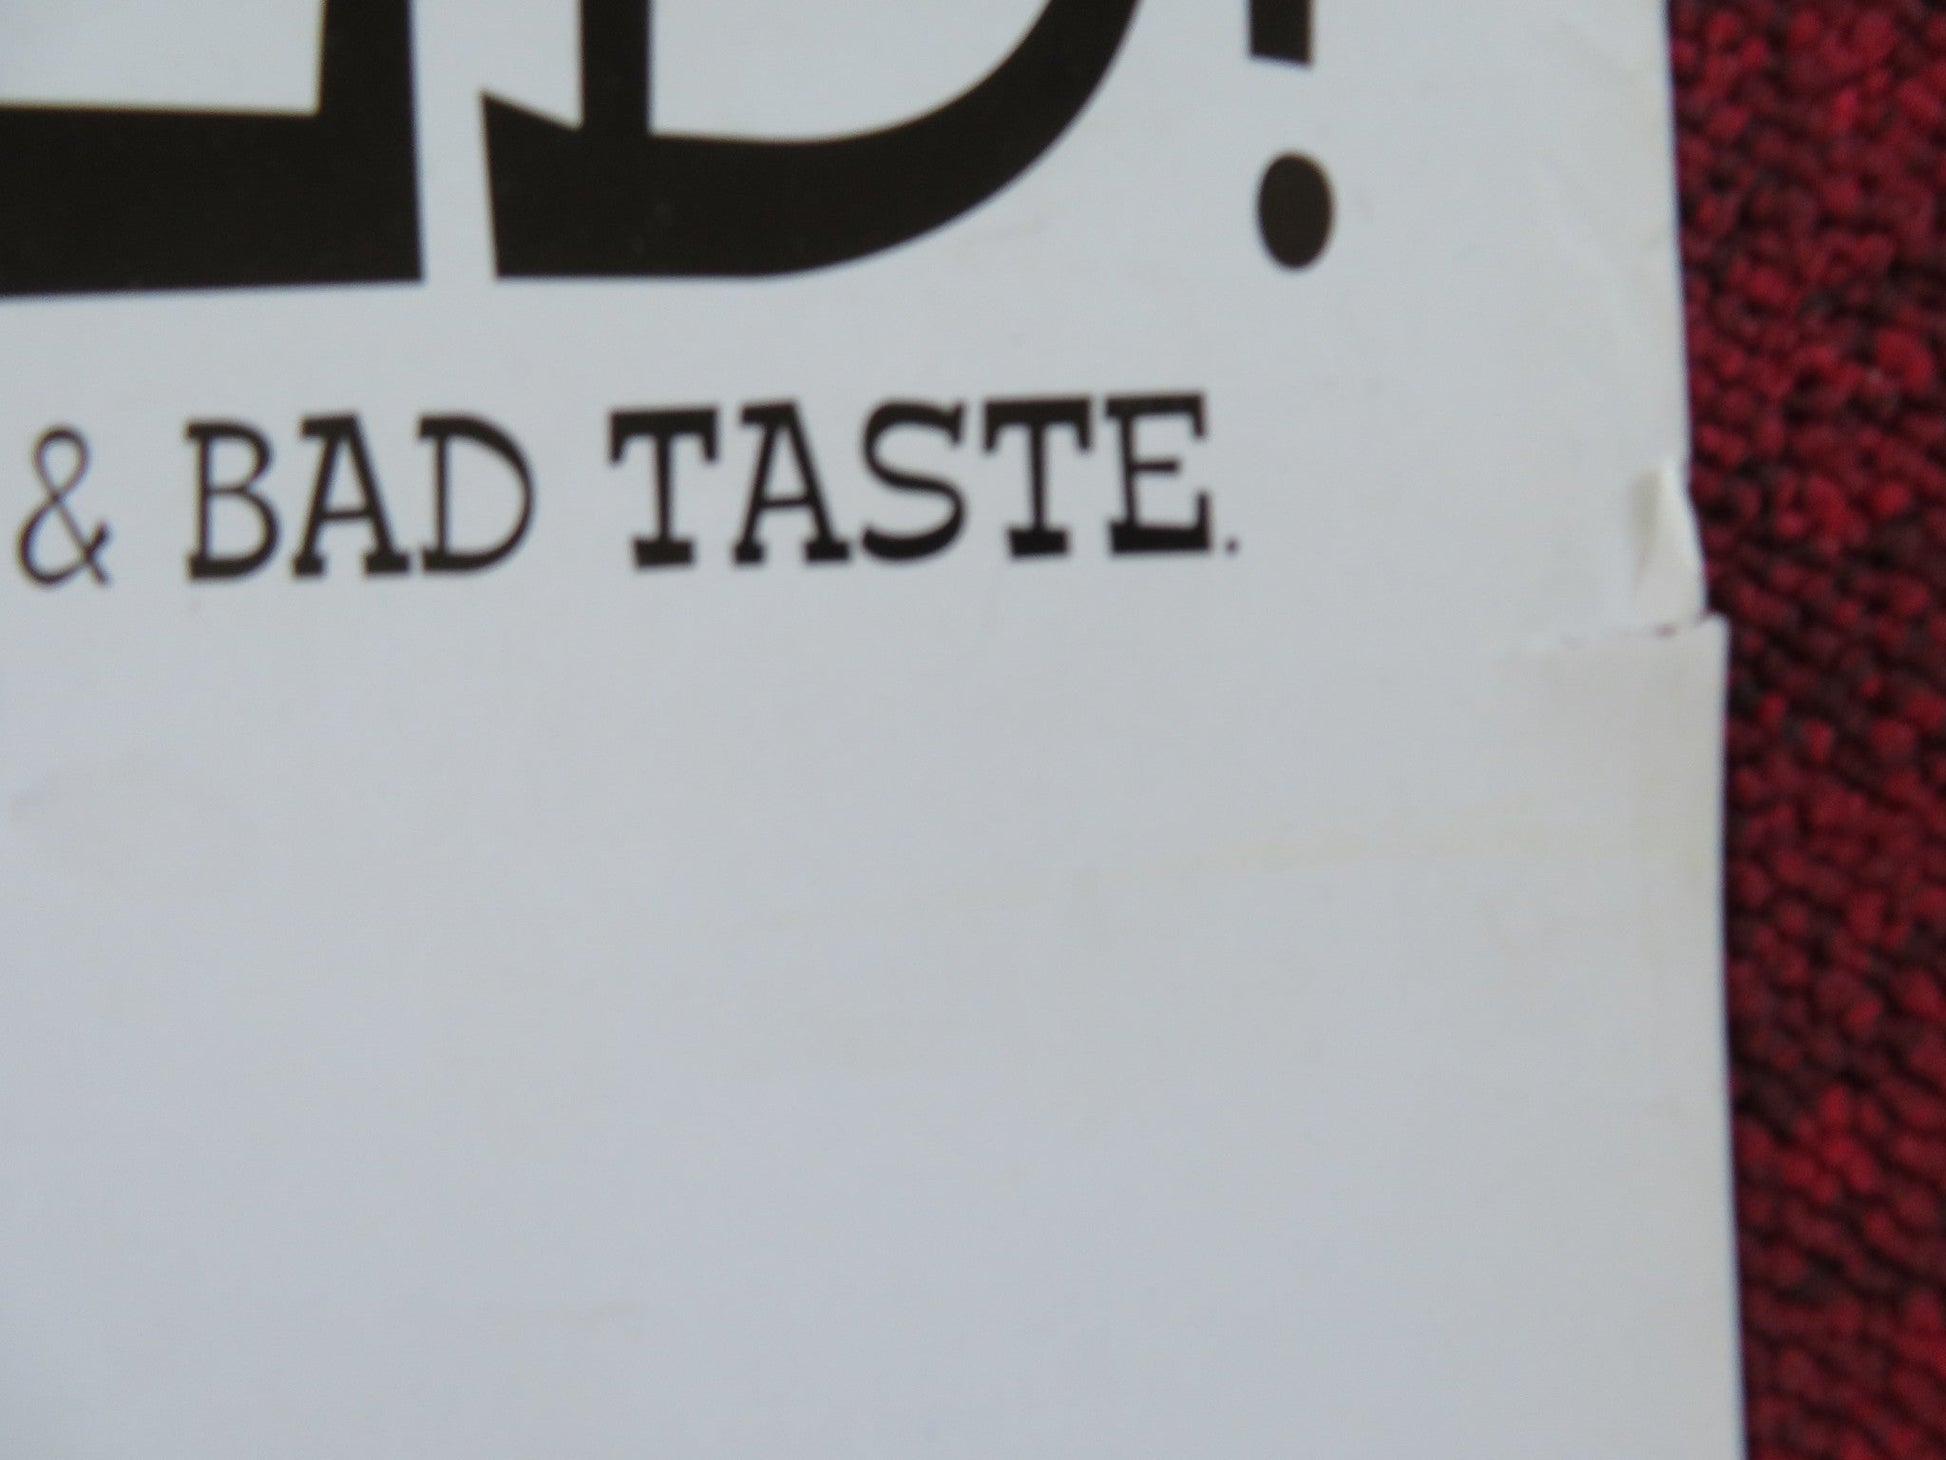 D!
& BAD TASTE.